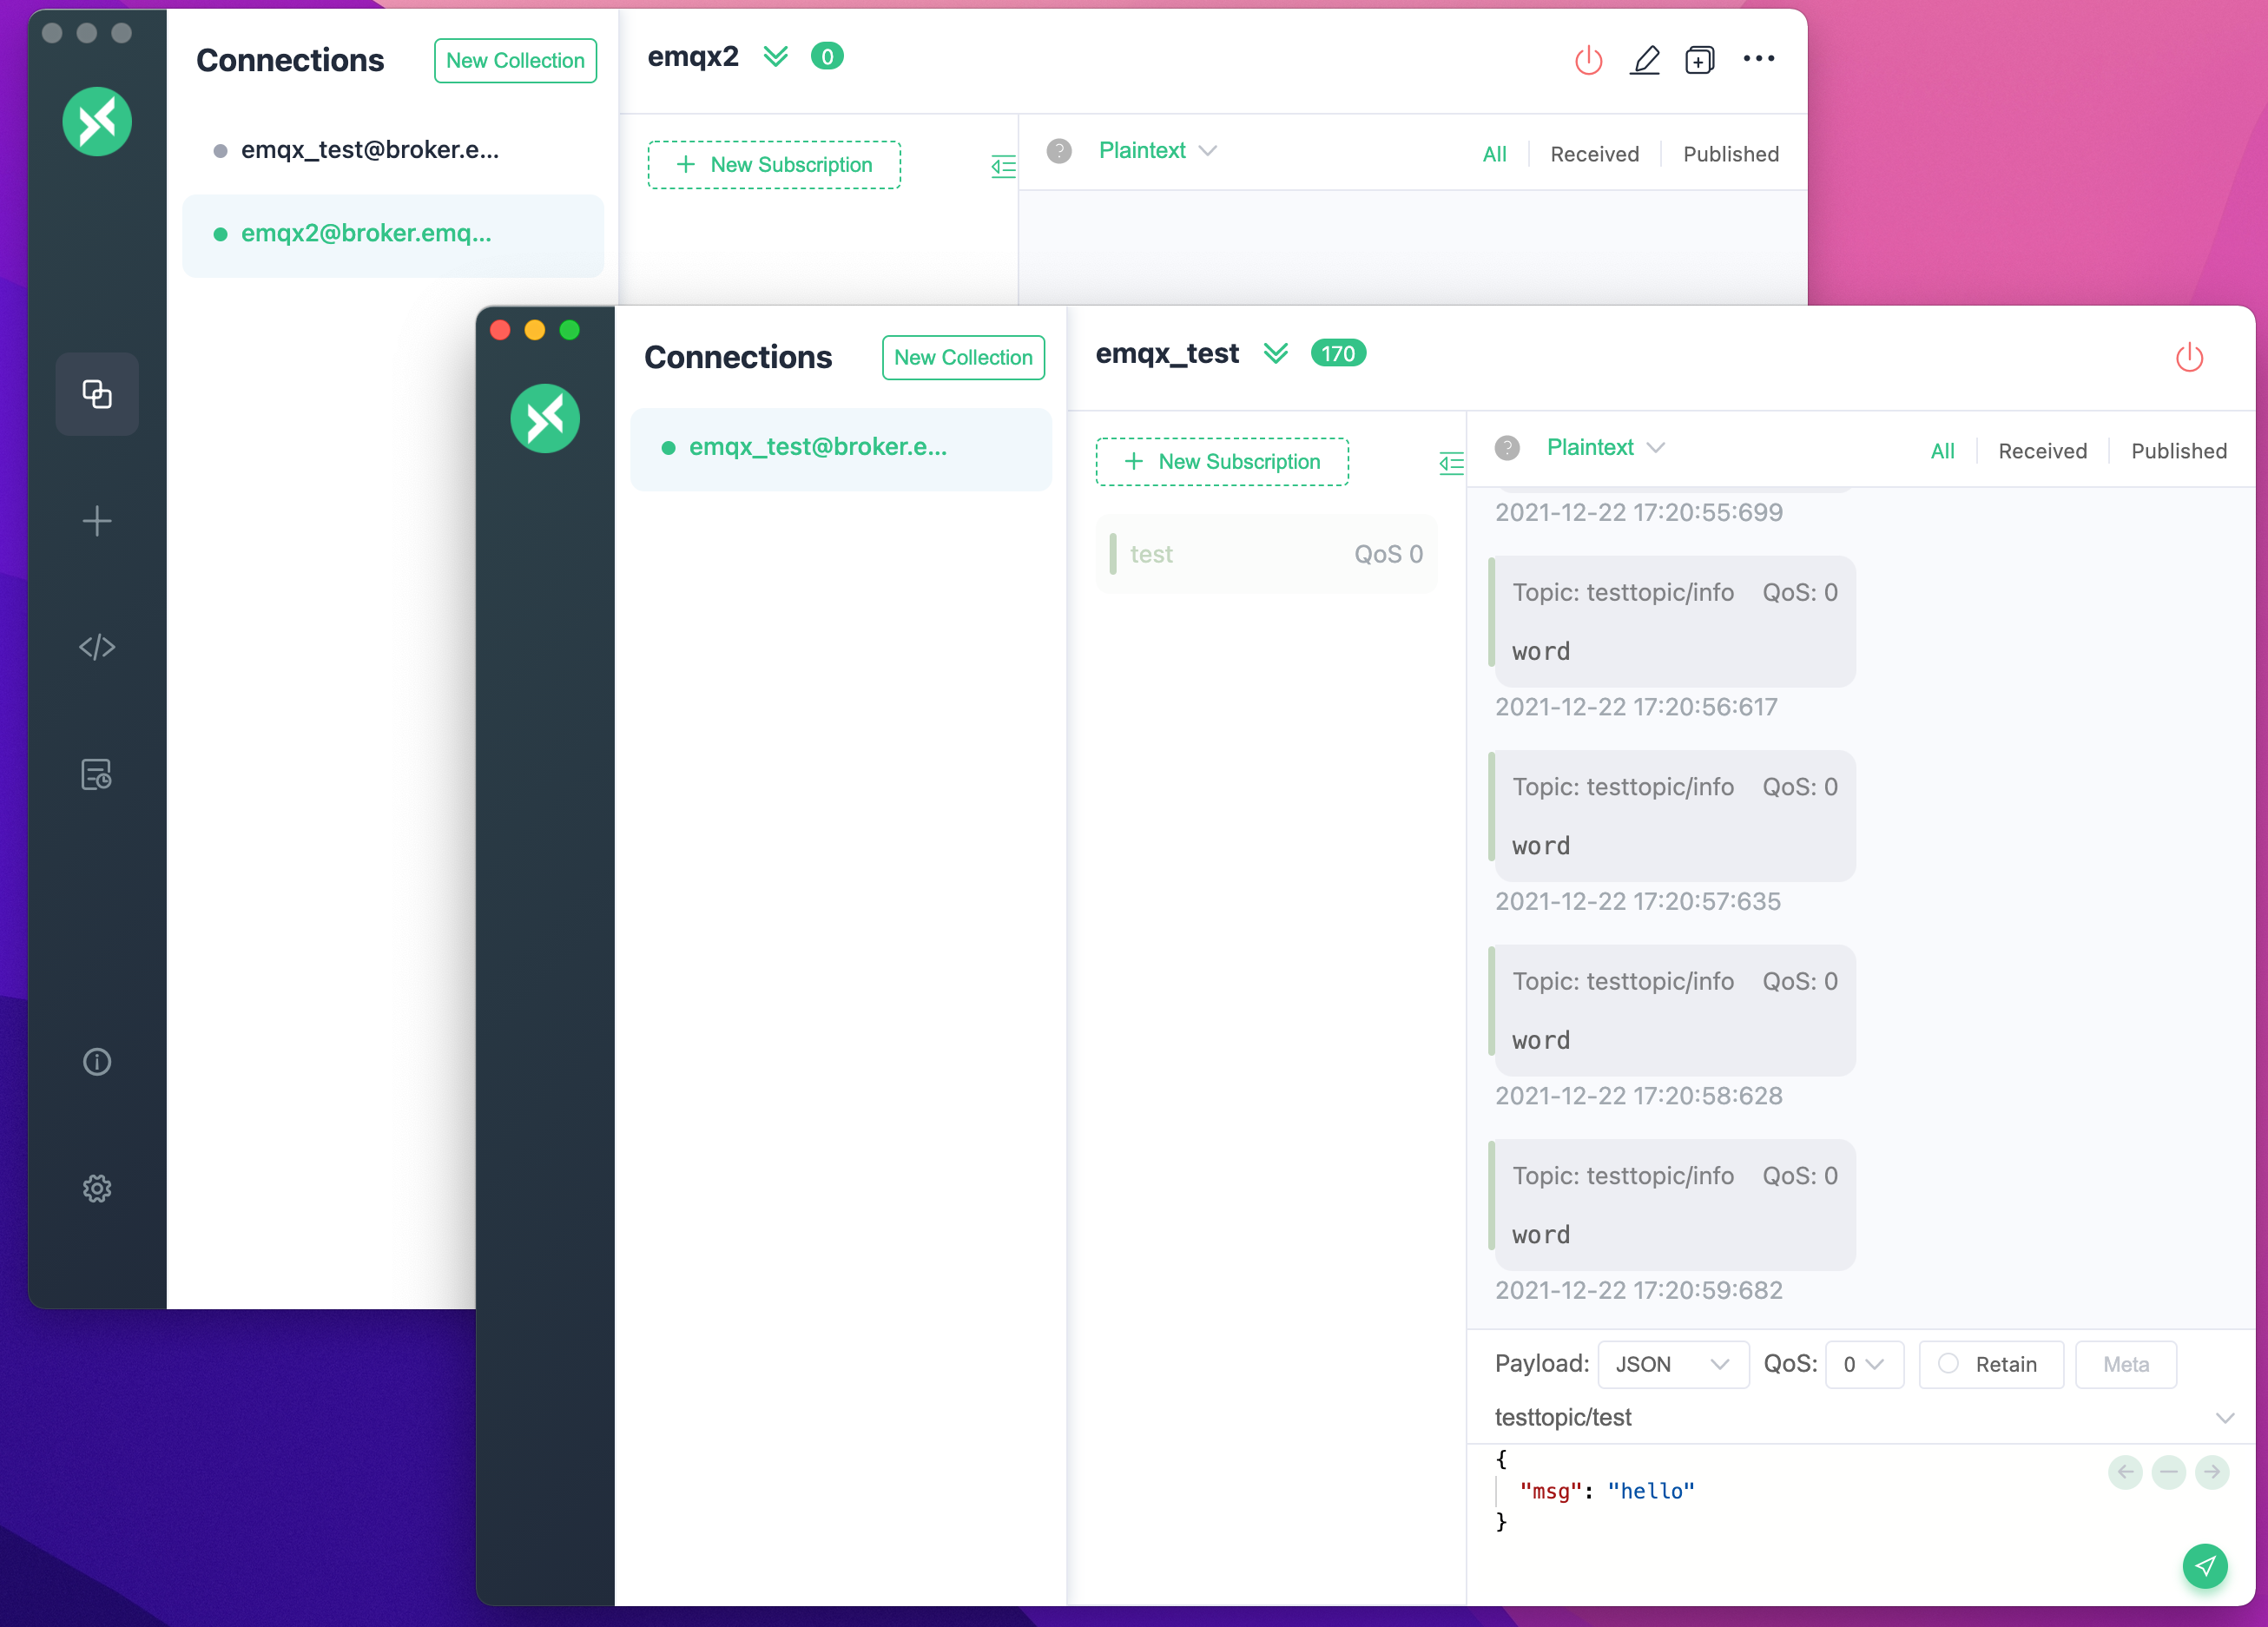 Connections
New Collection
emqx_test@broker.e...
emqx2@broker.emq...
emqx2
0
New Subscription
? Plaintext
All
Received
Published
Connections
New Collection
emqx_test@broker.e...
emqx_test
170
New Subscription
test QoS 0
? Plaintext
All
Received
Published
2021-12-22 17:20:55:699
Topic: testtopic/info QoS: 0
word
2021-12-22 17:20:56:617
Topic: testtopic/info QoS: 0
word
2021-12-22 17:20:57:635
Topic: testtopic/info QoS: 0
word
2021-12-22 17:20:58:628
Topic: testtopic/info QoS: 0
word
2021-12-22 17:20:59:682
Payload: JSON QoS: 0 Retain Meta
testtopic/test
{
"msg": "hello"
}